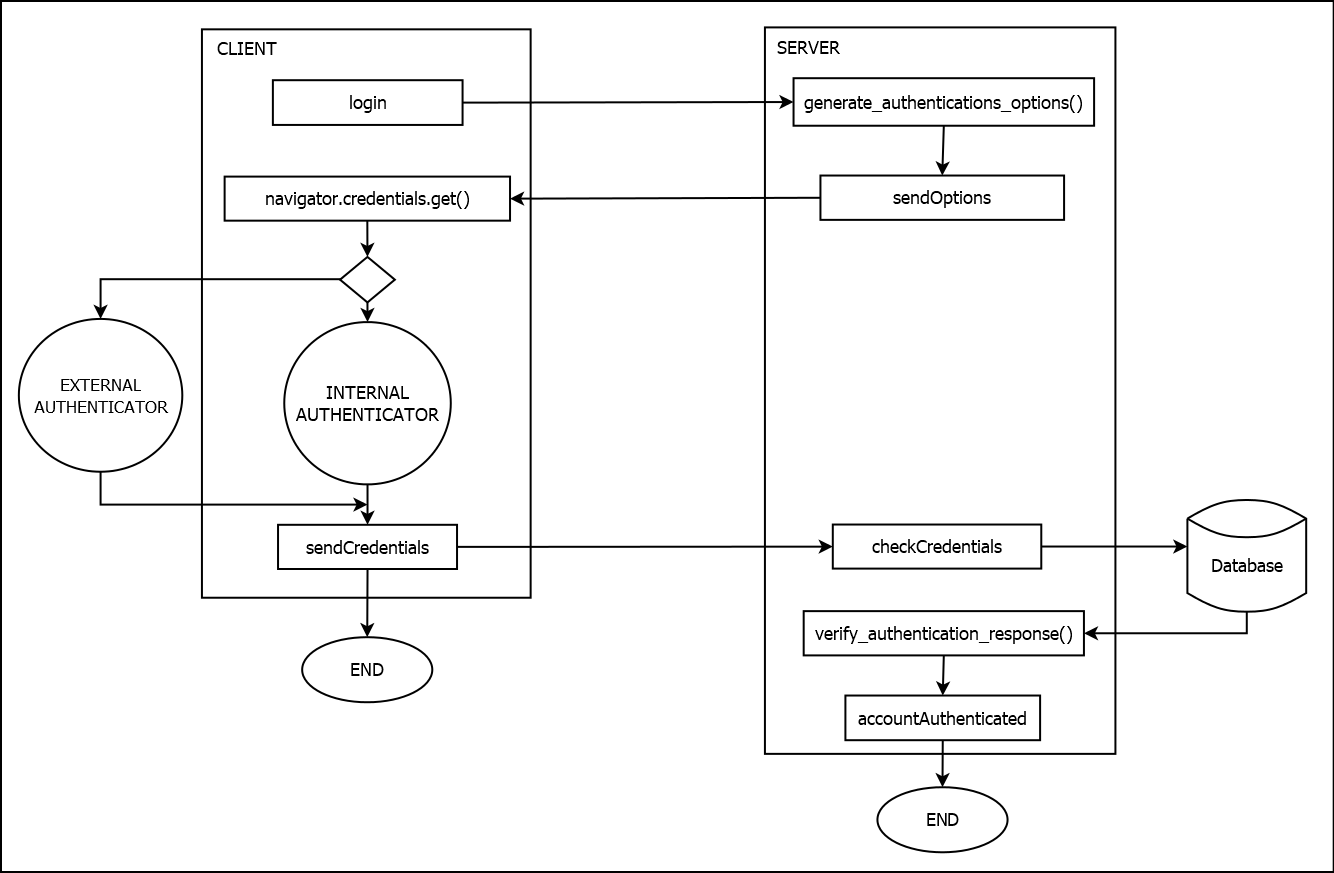 CLIENT
SERVER
login
generate_authentications_options()
navigator.credentials.get()
sendOptions
EXTERNAL
AUTHENTICATOR
INTERNAL
AUTHENTICATOR
sendCredentials
checkCredentials
Database
verify_authentication_response()
END
accountAuthenticated
END